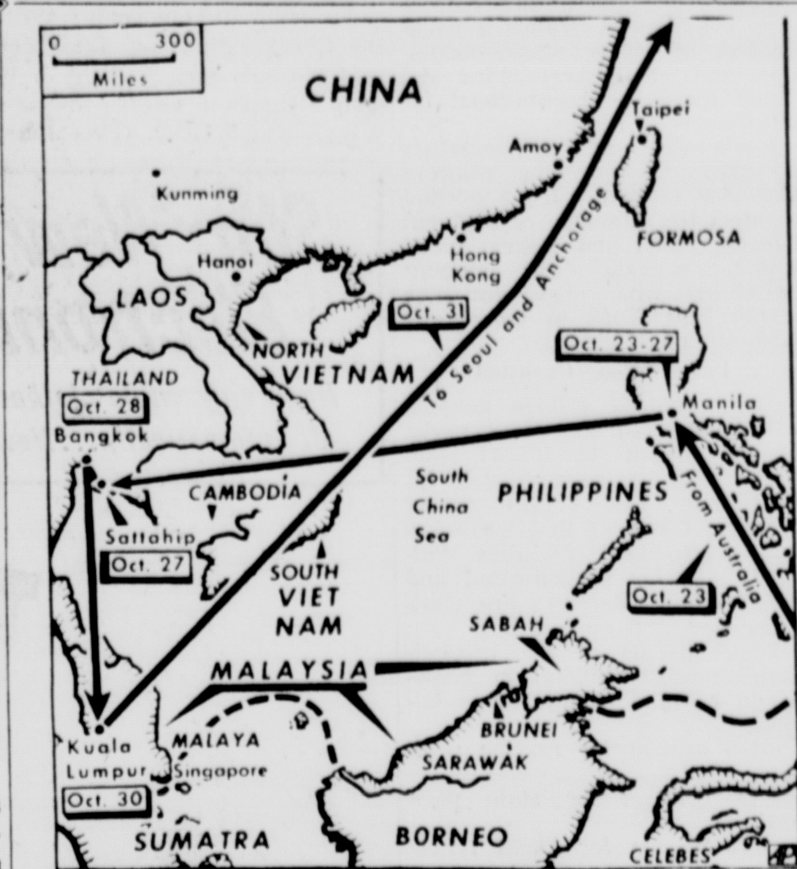 0 300
Miles
CHINA
Taipei
Amoy
Kunming
FORMOSA
Hanoi
Hong
Kong
LAOS
Oct. 31
To Seoul and Anchorage
NORTH
VIETNAM
Oct. 23-27
THAILAND
Oct. 28
Bangkok
Manila
South
China
Sea
CAMBODIA
PHILIPPINES
From Australia
Sattahip
Oct. 27
SOUTH
VIET
NAM
Oct. 23
SABAH
MALAYSIA
BRUNEI
Kuala
Lumpur
MALAYA
Singapore
SARAWAK
Oct. 30
SUMATRA
BORNEO
CELEBES
AP